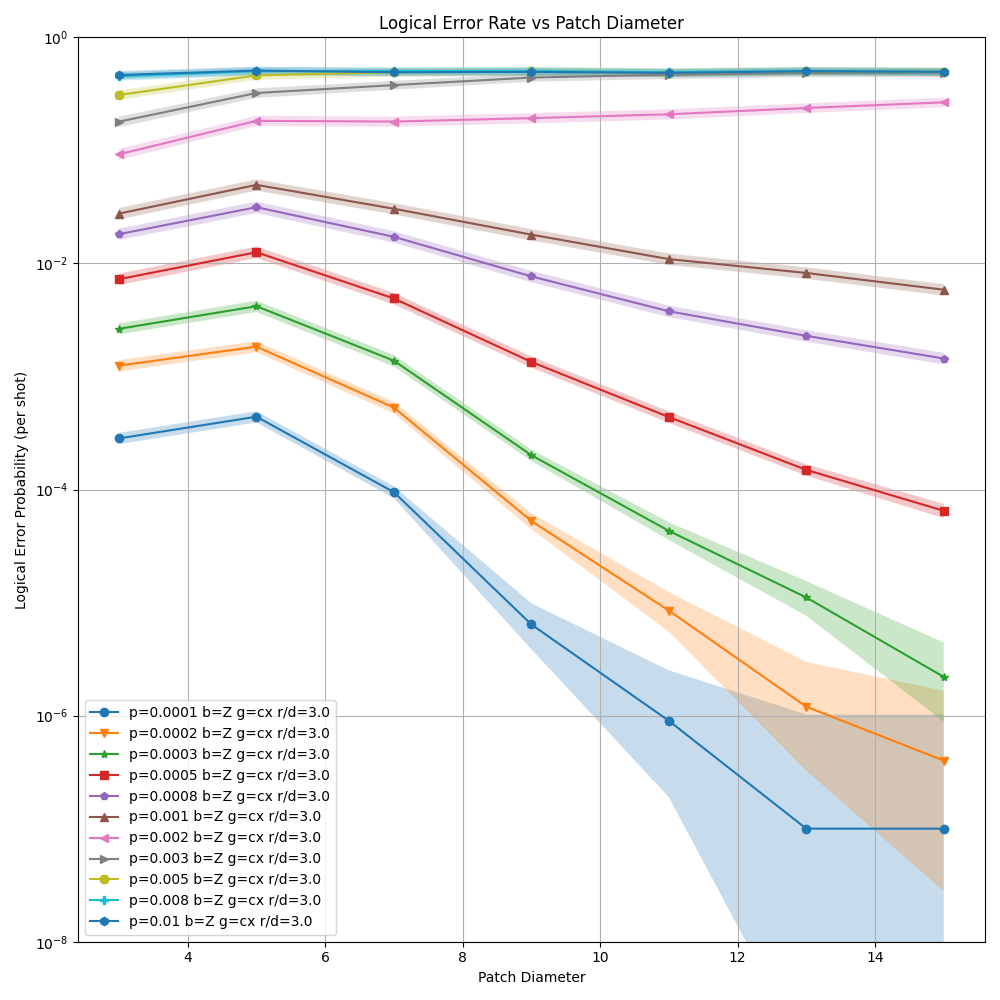 Logical Error Rate vs Patch Diameter
10^0
10^-2
10^-4
10^-6
10^-8
Logical Error Probability (per shot)
p=0.0001 b=Z g=cx r/d=3.0
p=0.0002 b=Z g=cx r/d=3.0
p=0.0003 b=Z g=cx r/d=3.0
p=0.0005 b=Z g=cx r/d=3.0
p=0.0008 b=Z g=cx r/d=3.0
p=0.001 b=Z g=cx r/d=3.0
p=0.002 b=Z g=cx r/d=3.0
p=0.003 b=Z g=cx r/d=3.0
p=0.005 b=Z g=cx r/d=3.0
p=0.008 b=Z g=cx r/d=3.0
p=0.01 b=Z g=cx r/d=3.0
4 6 8 10 12 14
Patch Diameter